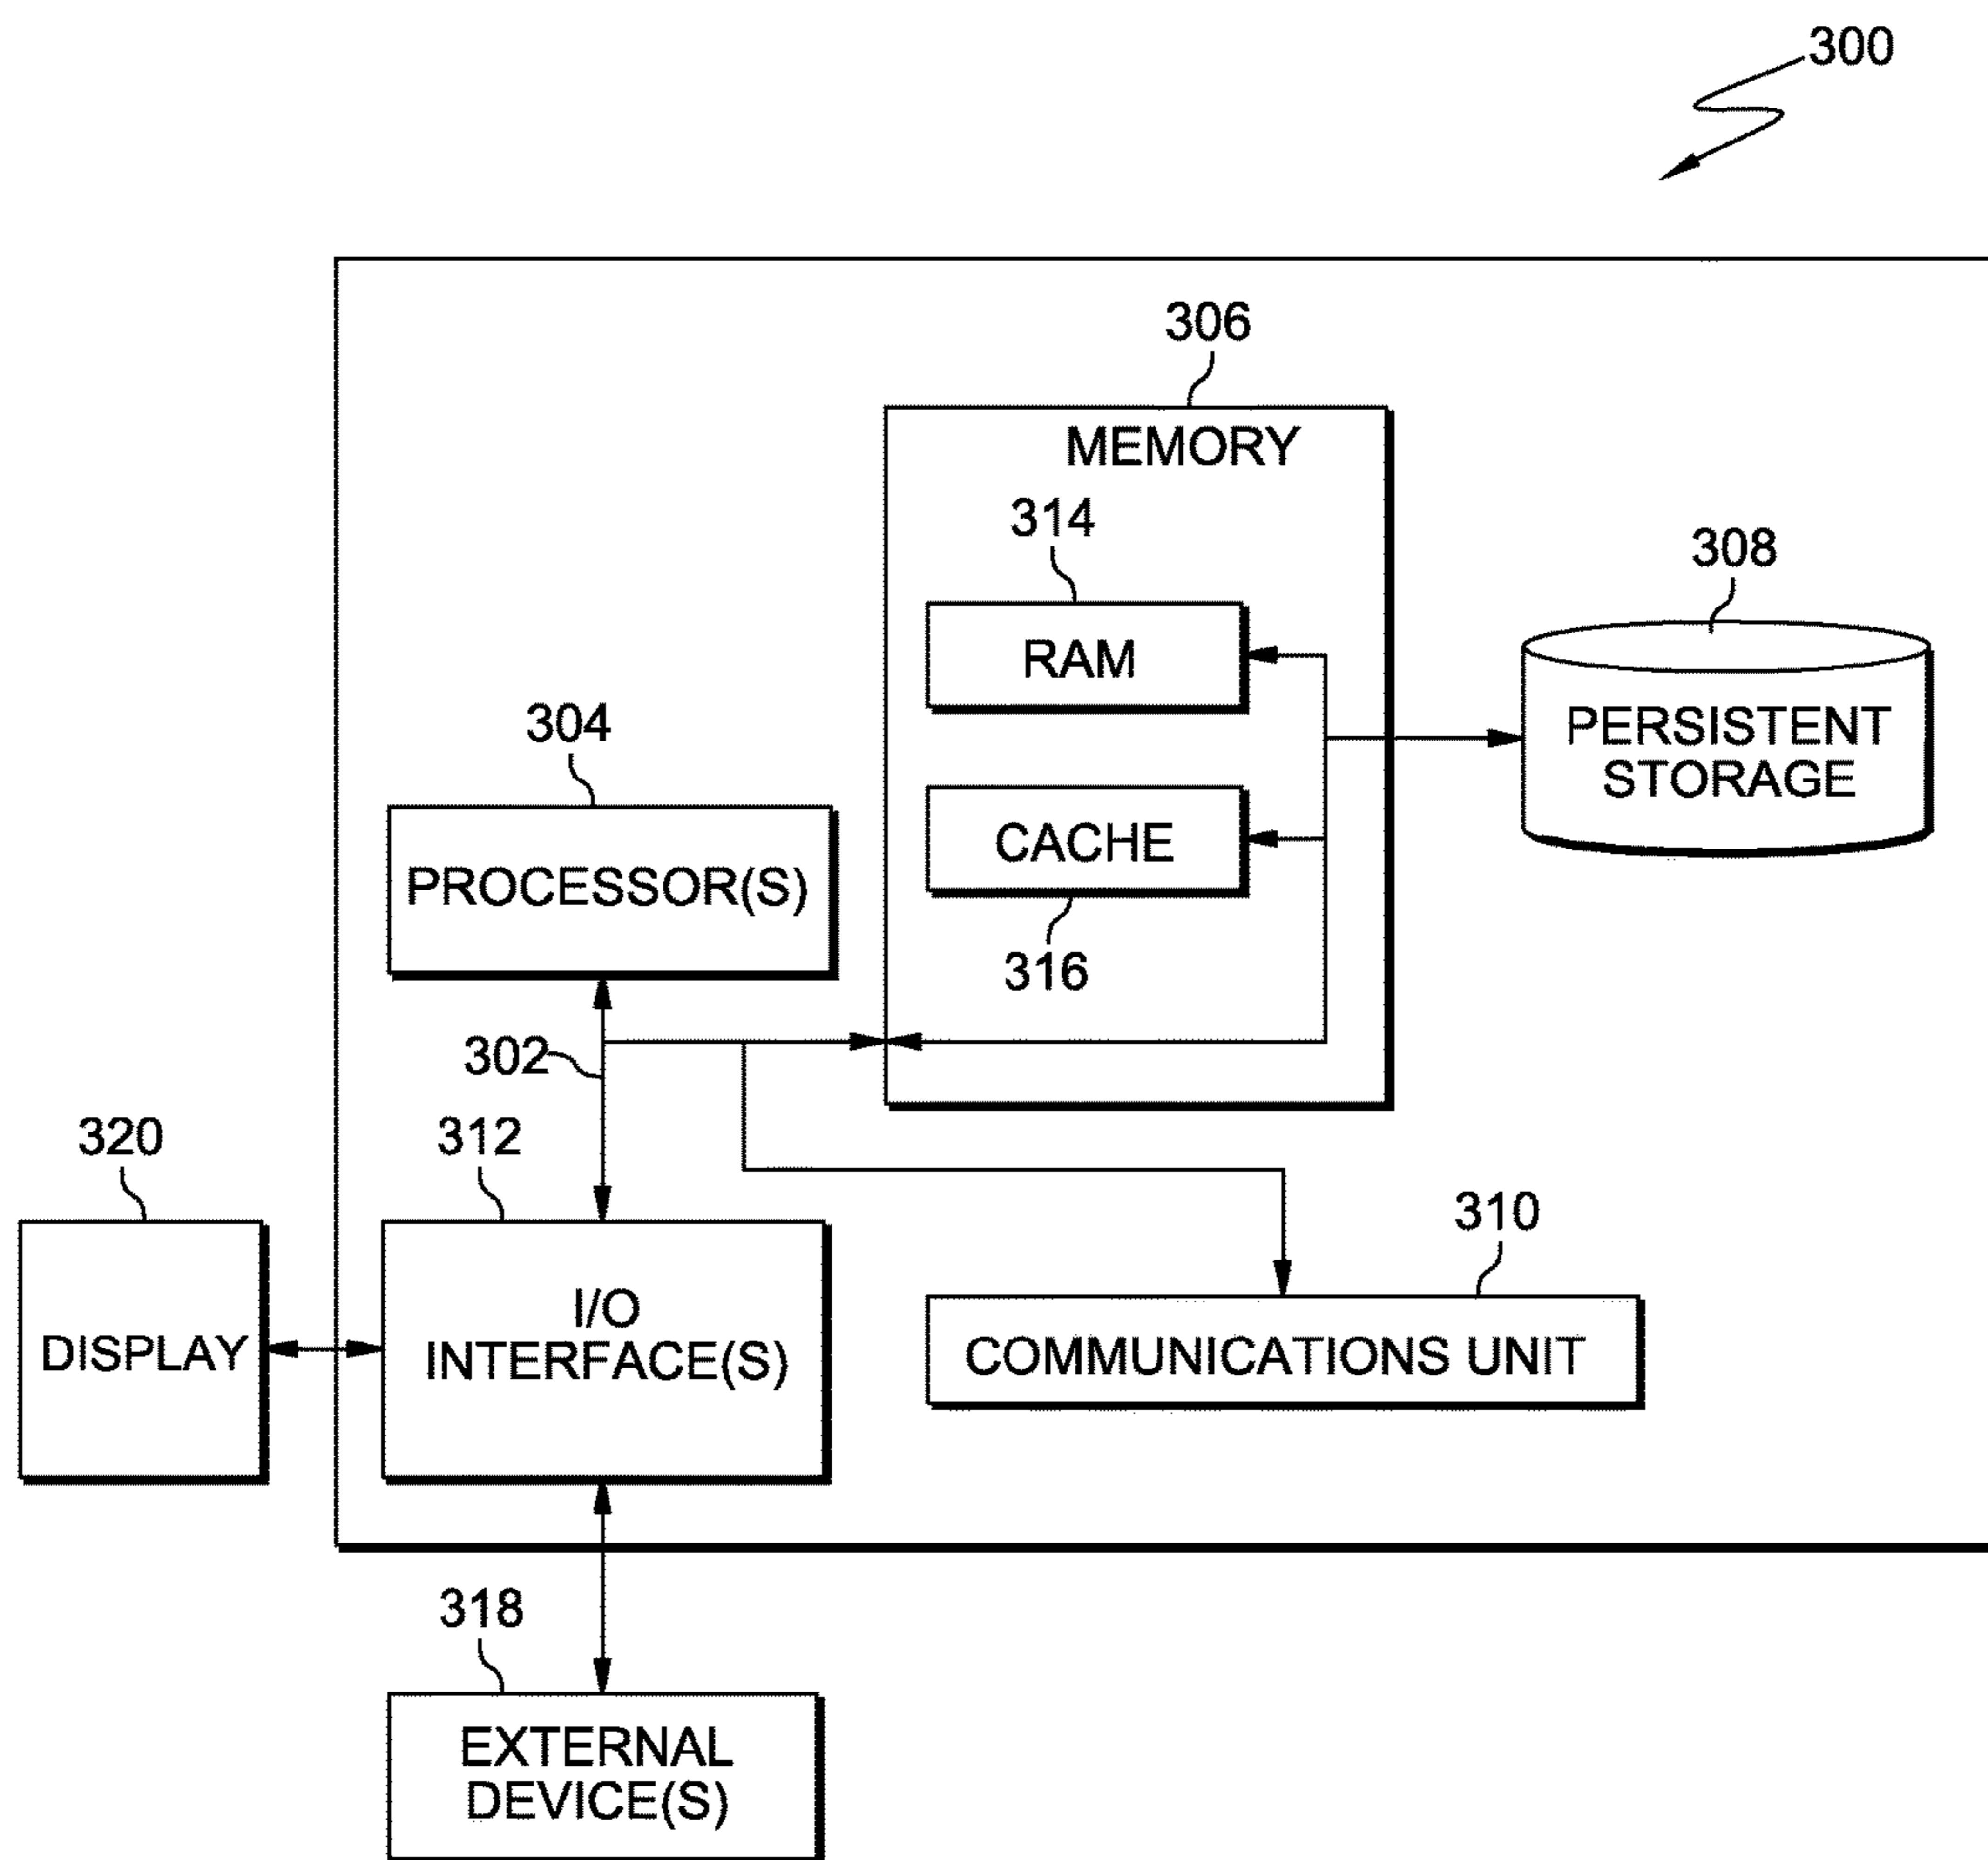 300
306
MEMORY
314
RAM
308
PERSISTENT
STORAGE
304
PROCESSOR(S)
CACHE
316
302
312
320
I/O
INTERFACE(S)
DISPLAY
310
COMMUNICATIONS UNIT
318
EXTERNAL
DEVICE(S)